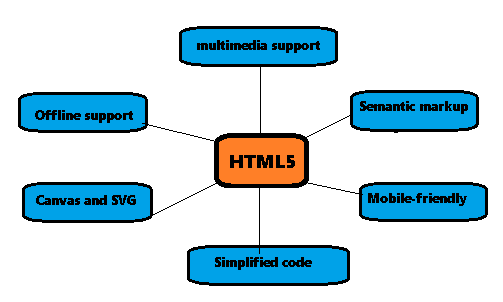 multimedia support
Semantic markup
Offline support
HTML5
Canvas and SVG
Mobile-friendly
Simplified code